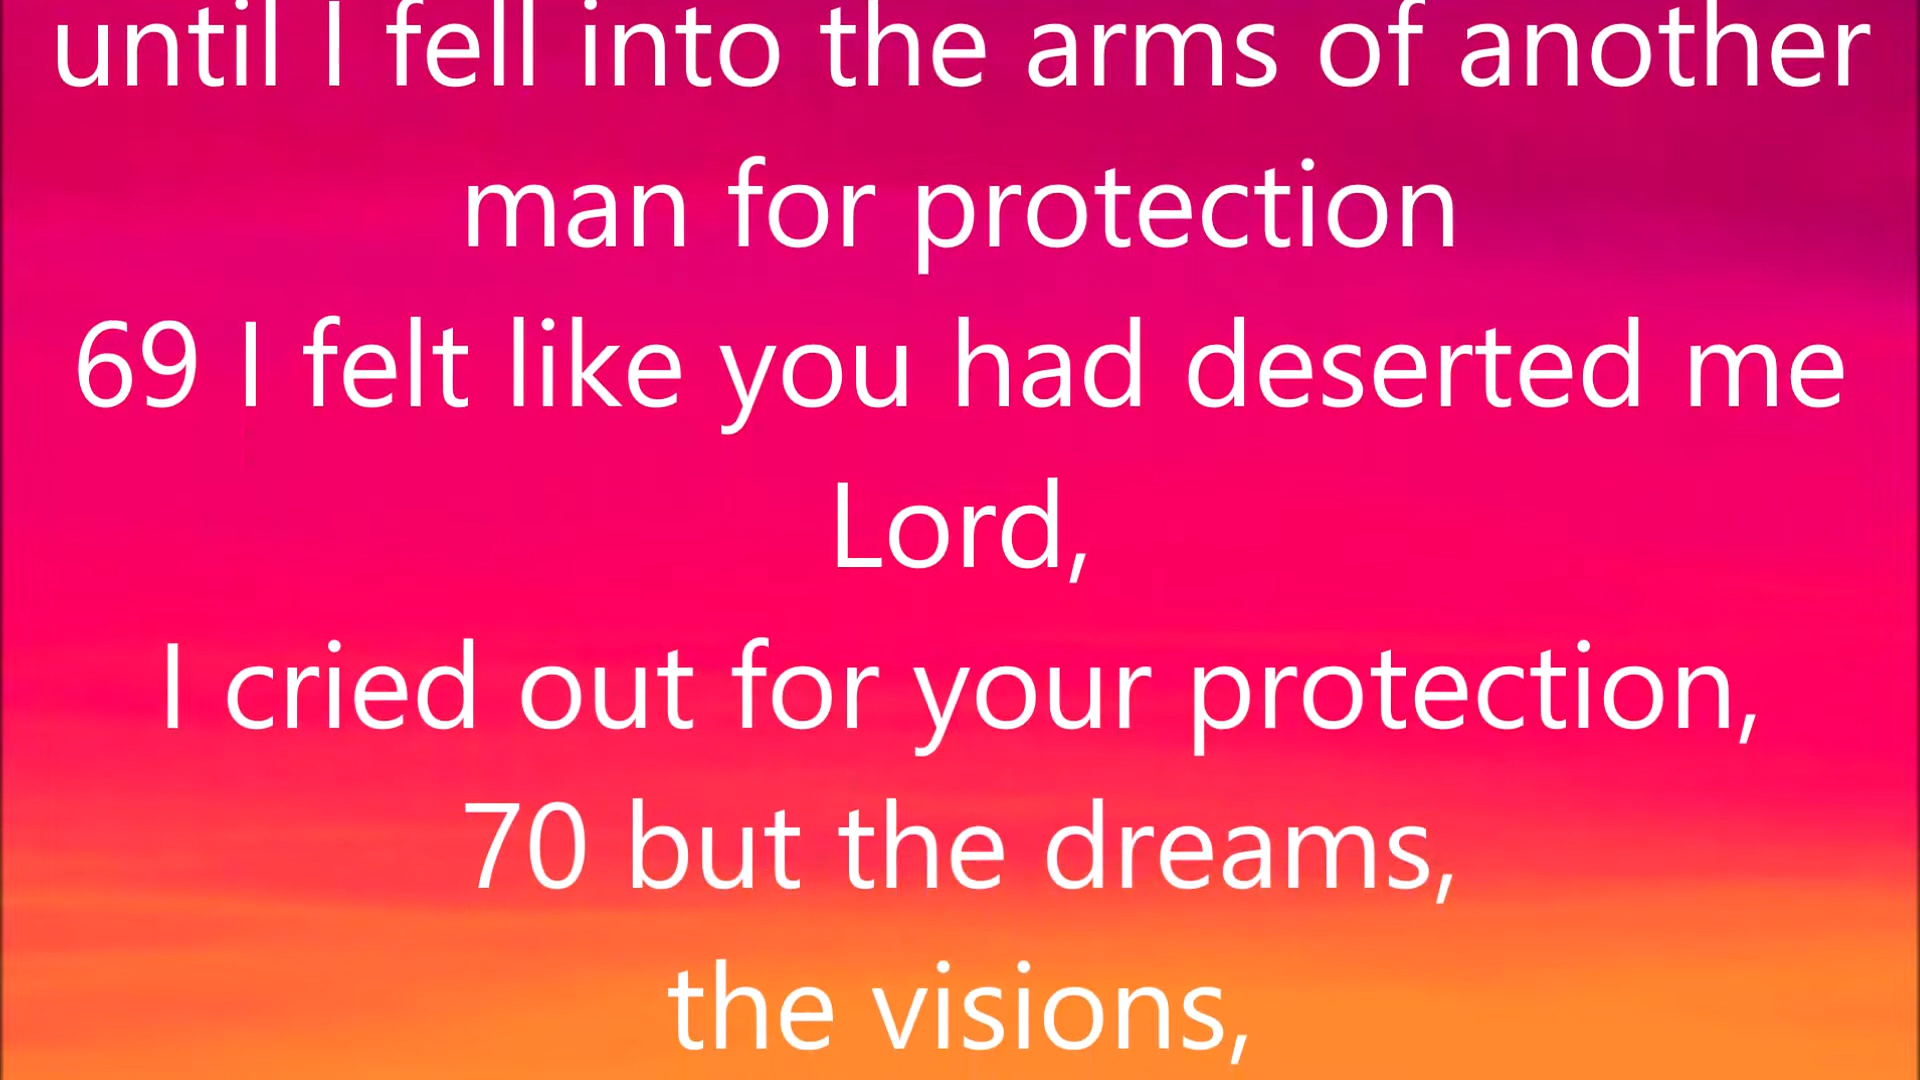 until I fell into the arms of another
man for protection
69 I felt like you had deserted me
Lord,
I cried out for your protection,
70 but the dreams,
the visions,